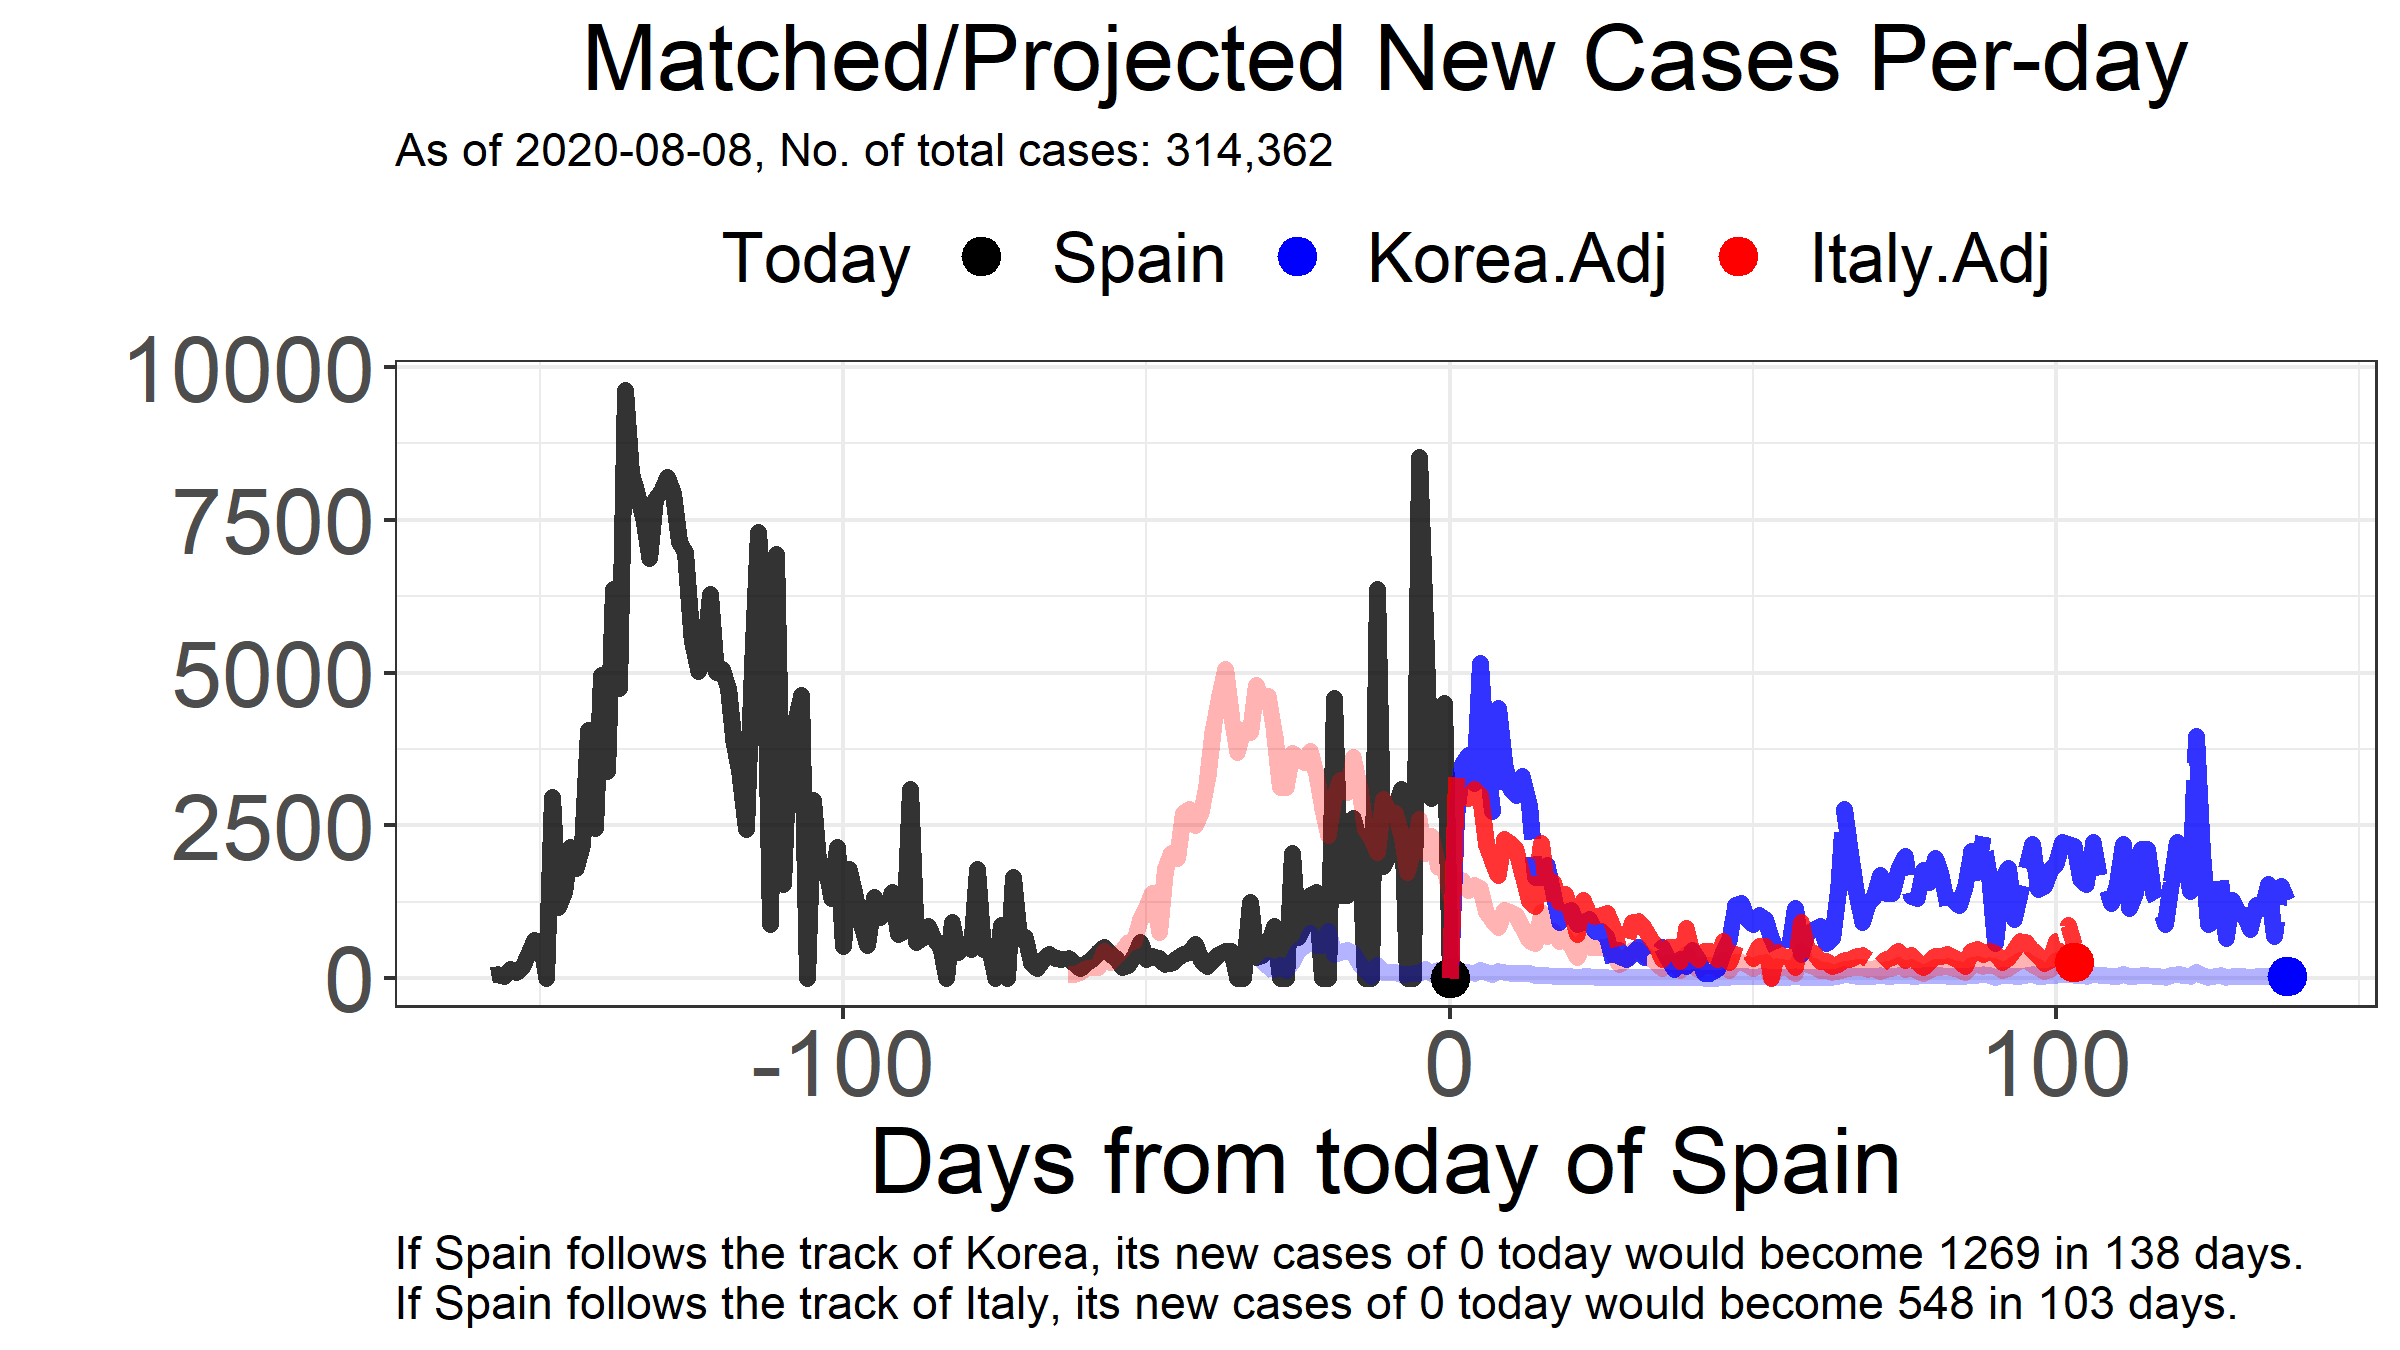 Matched/Projected New Cases Per-day
As of 2020-08-08, No. of total cases: 314,362
Today Spain Korea.Adj Italy.Adj
10000
7500
5000
2500
0
-100 0 100
Days from today of Spain
If Spain follows the track of Korea, its new cases of 0 today would become 1269 in 138 days.
If Spain follows the track of Italy, its new cases of 0 today would become 548 in 103 days.